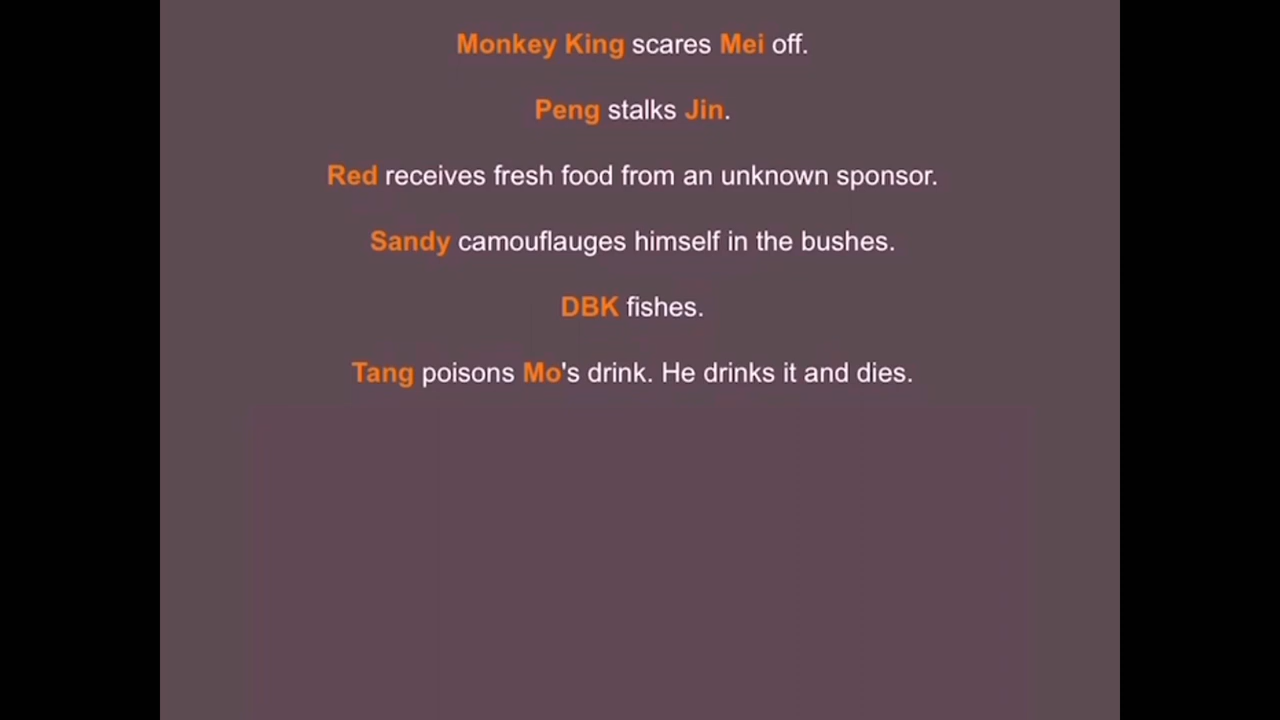 Monkey King scares Mei off.
Peng stalks Jin.
Red receives fresh food from an unknown sponsor.
Sandy camouflauges himself in the bushes.
DBK fishes.
Tang poisons Mo's drink. He drinks it and dies.